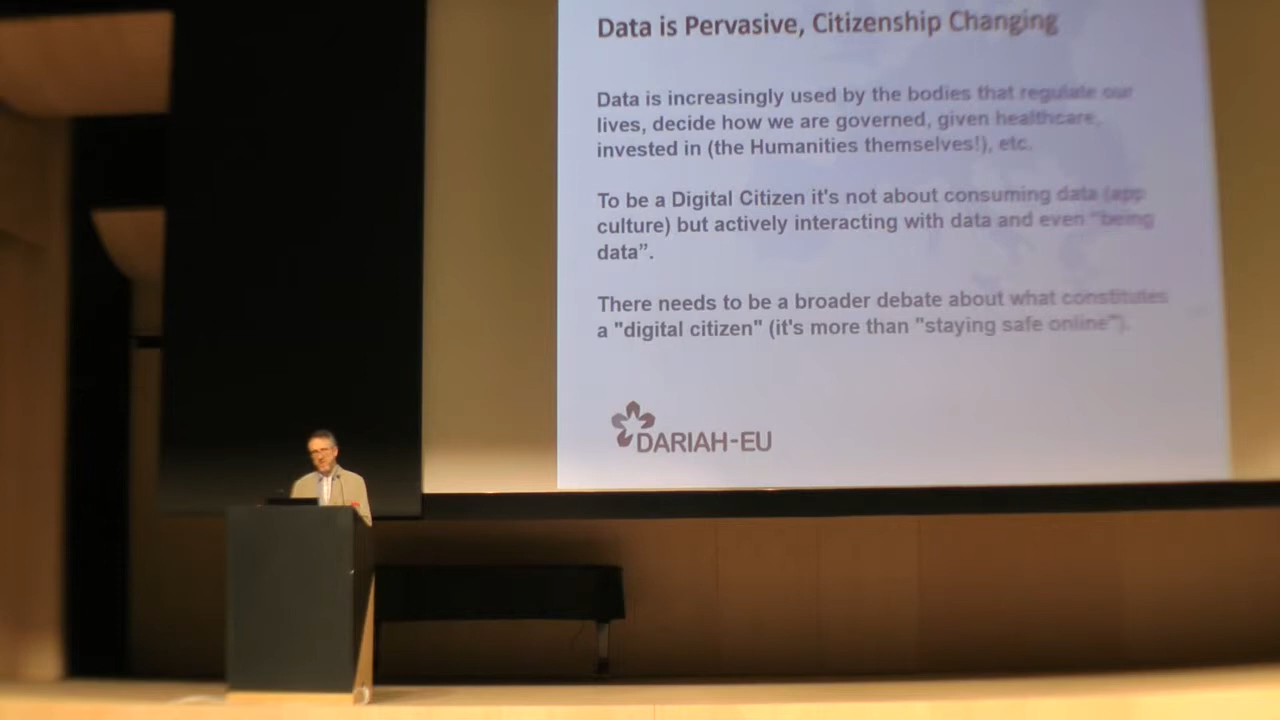 Data is Pervasive, Citizenship Changing
Data is increasingly used by the bodies that regulate our
lives, decide how we are governed, given healthcare,
invested in (the Humanities themselves!), etc.
To be a Digital Citizen it's not about consuming data (app
culture) but actively interacting with data and even "being
data".
There needs to be a broader debate about what constitutes
a "digital citizen" (it's more than "staying safe online").
DARIAH-EU